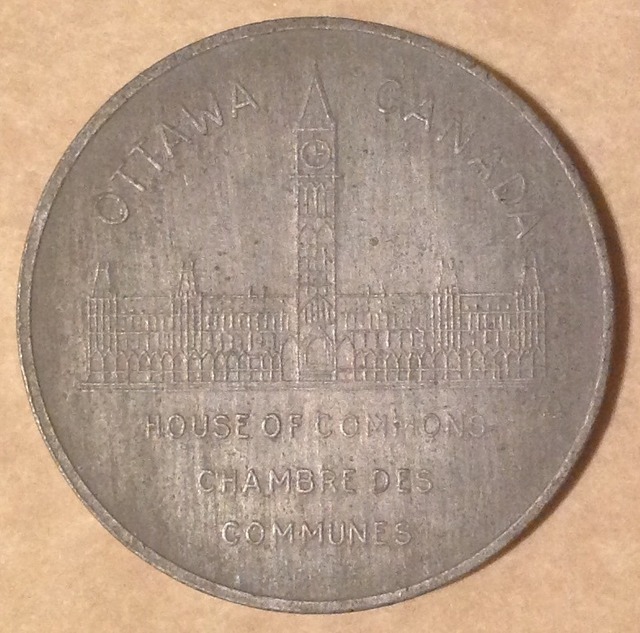 OTTAWA CANADA
HOUSE OF COMMONS
CHAMBRE DES
COMMUNES